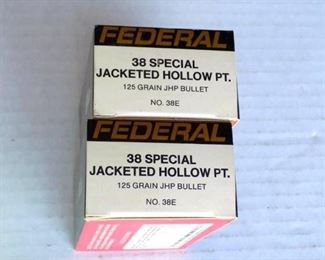 FEDERAL
38 SPECIAL
JACKETED HOLLOW PT.
125 GRAIN JHP BULLET
NO. 38E
FEDERAL
38 SPECIAL
JACKETED HOLLOW PT.
125 GRAIN JHP BULLET
NO. 38E